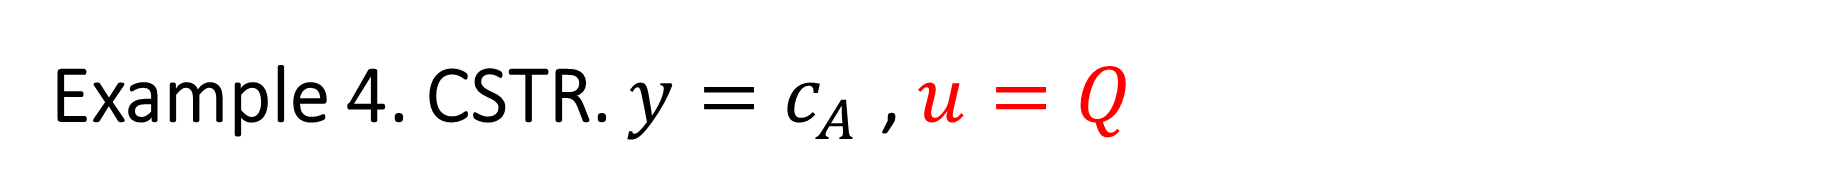 Example 4. CSTR. y = c_A , u = Q